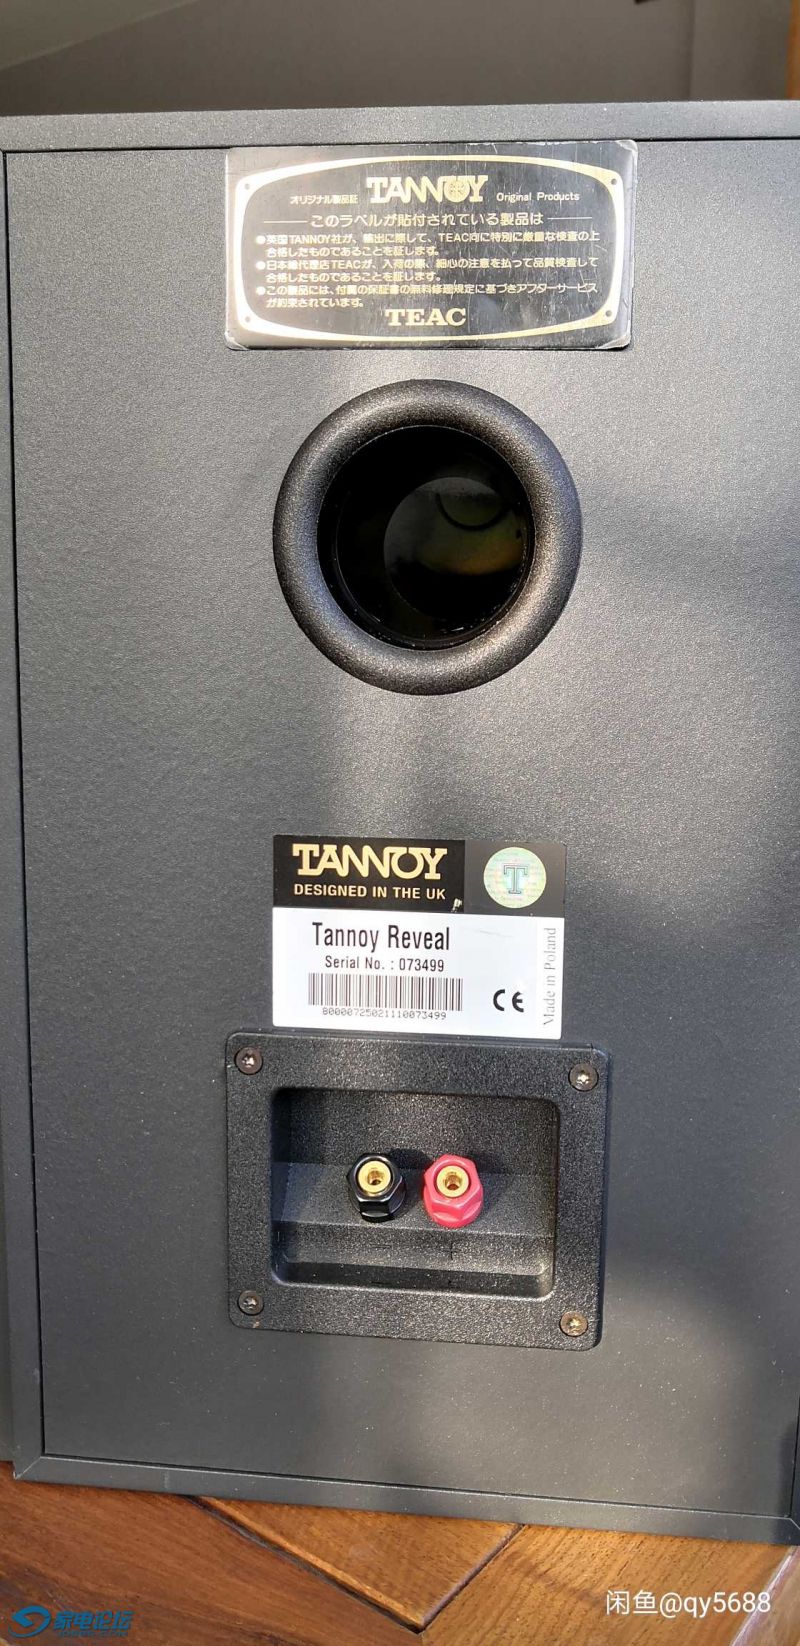 オリジナル製品証 TANNOY Original Products
このラベルが貼付されている製品は
●英国TANNOY社が、輸出に際して、TEAC向に特別に厳重な検査の上
合格したものであることを証します。
●日本総代理店TEACが、入荷の際、細心の注意を払って品質検査して
合格したものであることを証します。
●この製品には、付属の保証書の無料修理規定に基づきアフターサービス
が約束されています。
TEAC
TANNOY
DESIGNED IN THE UK
T
Tannoy Reveal
Serial No. : 073499
80000725021110073499
CE
Made in Poland
- +
闲鱼@qy5688
家电论坛